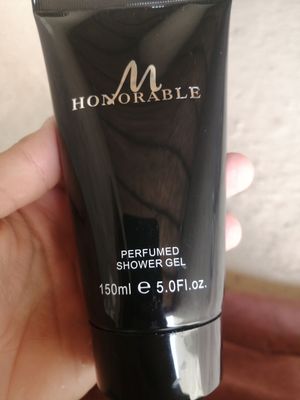 M
HONORABLE
PERFUMED
SHOWER GEL
150ml e 5.0Fl.oz.